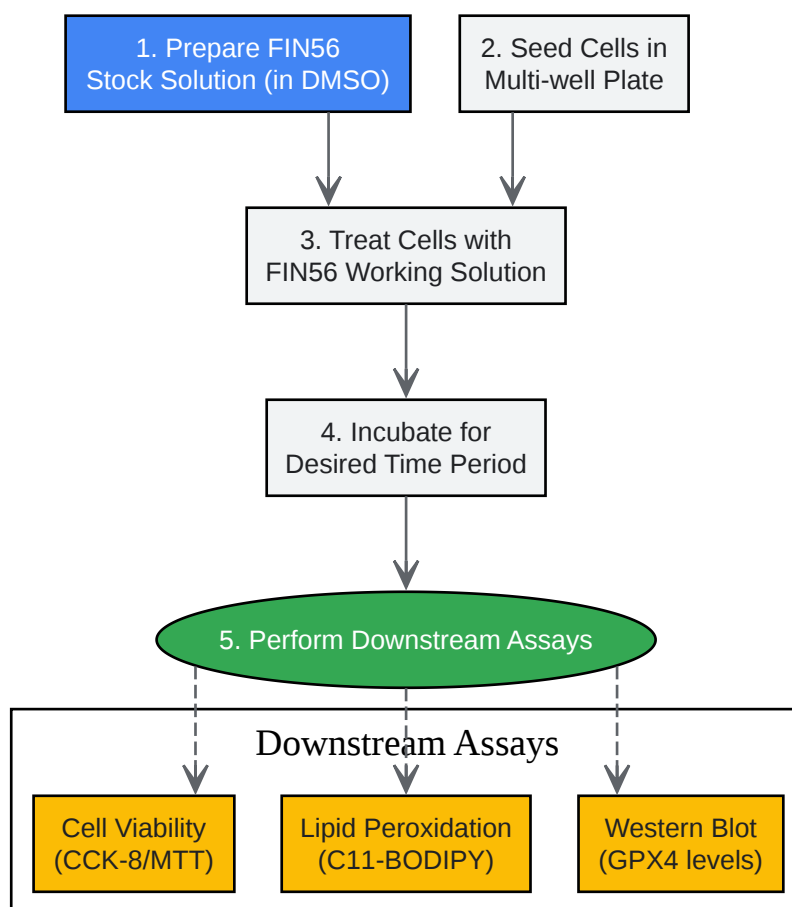 1. Prepare FIN56
Stock Solution (in DMSO)
2. Seed Cells in
Multi-well Plate
3. Treat Cells with
FIN56 Working Solution
4. Incubate for
Desired Time Period
5. Perform Downstream Assays
Downstream Assays
Cell Viability
(CCK-8/MTT)
Lipid Peroxidation
(C11-BODIPY)
Western Blot
(GPX4 levels)